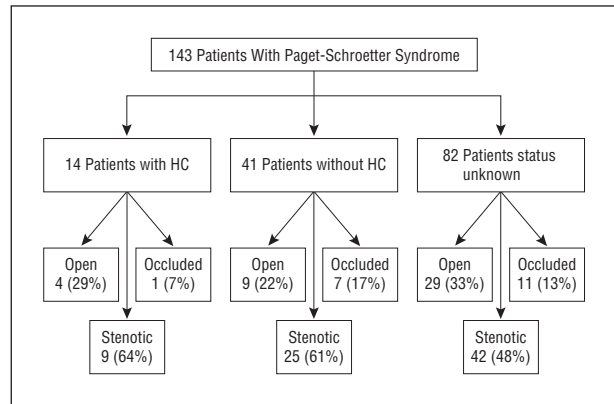 143 Patients With Paget-Schroetter Syndrome
14 Patients with HC
41 Patients without HC
82 Patients status
unknown
Open
4 (29%)
Occluded
1 (7%)
Stenotic
9 (64%)
Open
9 (22%)
Occluded
7 (17%)
Stenotic
25 (61%)
Open
29 (33%)
Occluded
11 (13%)
Stenotic
42 (48%)